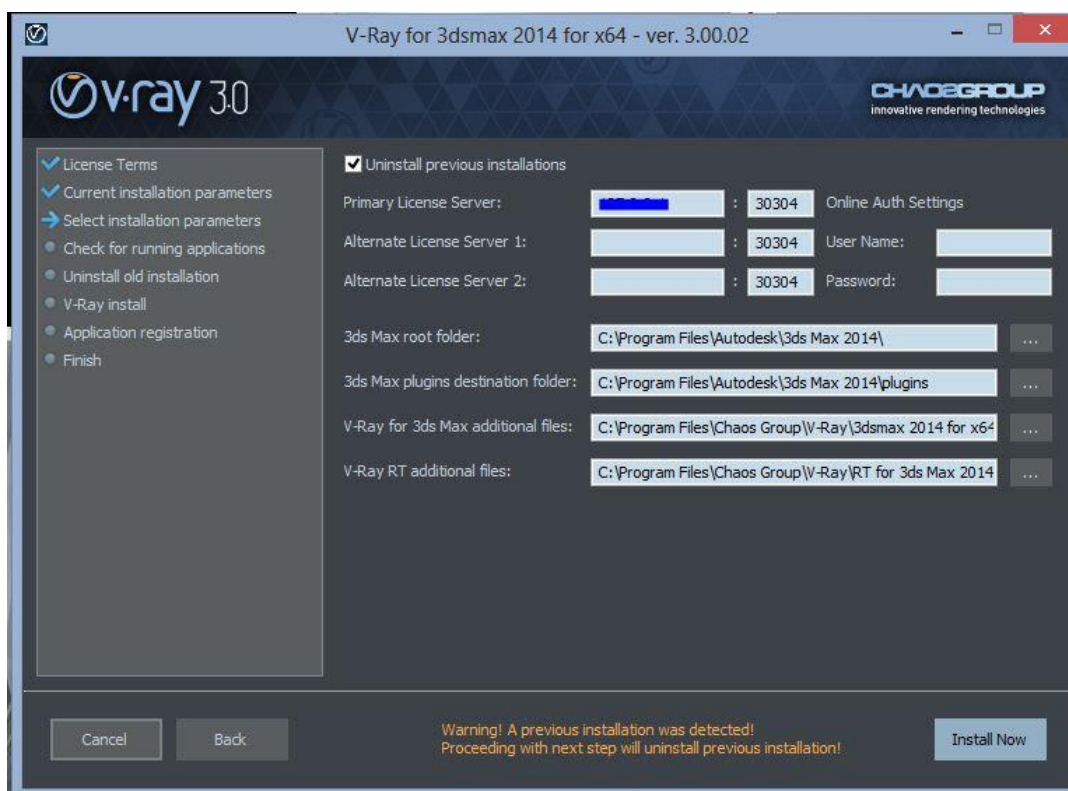 V-Ray for 3dsmax 2014 for x64 - ver. 3.00.02
v·ray 3.0
CHAOSGROUP
innovative rendering technologies
License Terms
Current installation parameters
Select installation parameters
Check for running applications
Uninstall old installation
V-Ray install
Application registration
Finish
Uninstall previous installations
Primary License Server: : 30304 Online Auth Settings
Alternate License Server 1: : 30304 User Name:
Alternate License Server 2: : 30304 Password:
3ds Max root folder: C:\Program Files\Autodesk\3ds Max 2014\ ...
3ds Max plugins destination folder: C:\Program Files\Autodesk\3ds Max 2014\plugins ...
V-Ray for 3ds Max additional files: C:\Program Files\Chaos Group\V-Ray\3dsmax 2014 for x64 ...
V-Ray RT additional files: C:\Program Files\Chaos Group\V-Ray\RT for 3ds Max 2014 ...
Cancel
Back
Warning! A previous installation was detected!
Proceeding with next step will uninstall previous installation!
Install Now